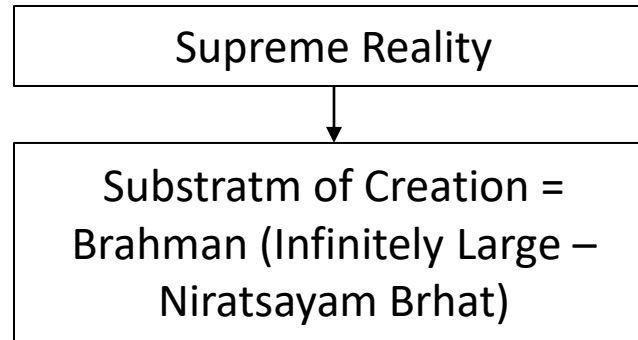 Supreme Reality
Substratm of Creation =
Brahman (Infinitely Large –
Niratsayam Brhat)